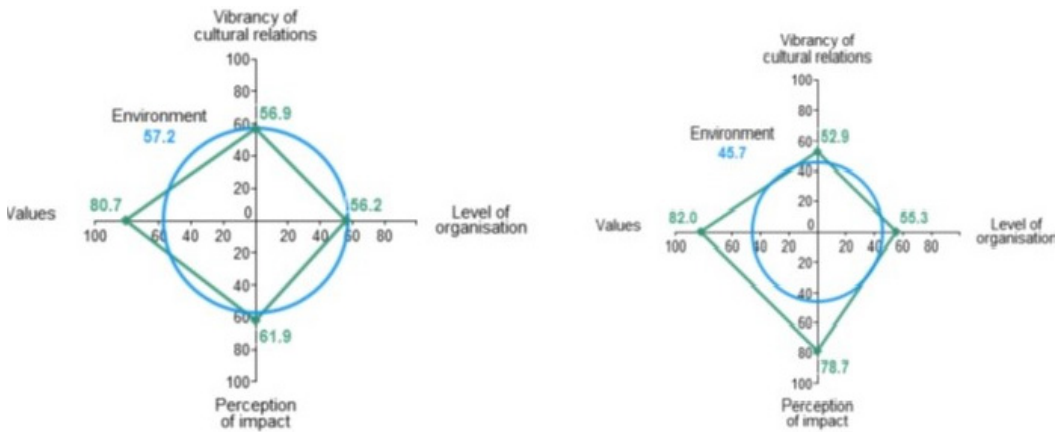 Vibrancy of
cultural relations
100
80
60
40
20
0
Environment
57.2
56.9
Values
80.7
100 60 40 20 20 40 60 80
56.2
Level of
organisation
20
40
60
80
100
61.9
Perception
of impact
Vibrancy of
cultural relations
100
80
60
40
20
0
Environment
45.7
52.9
Values
82.0
100 60 40 20 20 40 60 80
55.3
Level of
organisation
20
40
60
80
100
78.7
Perception
of impact